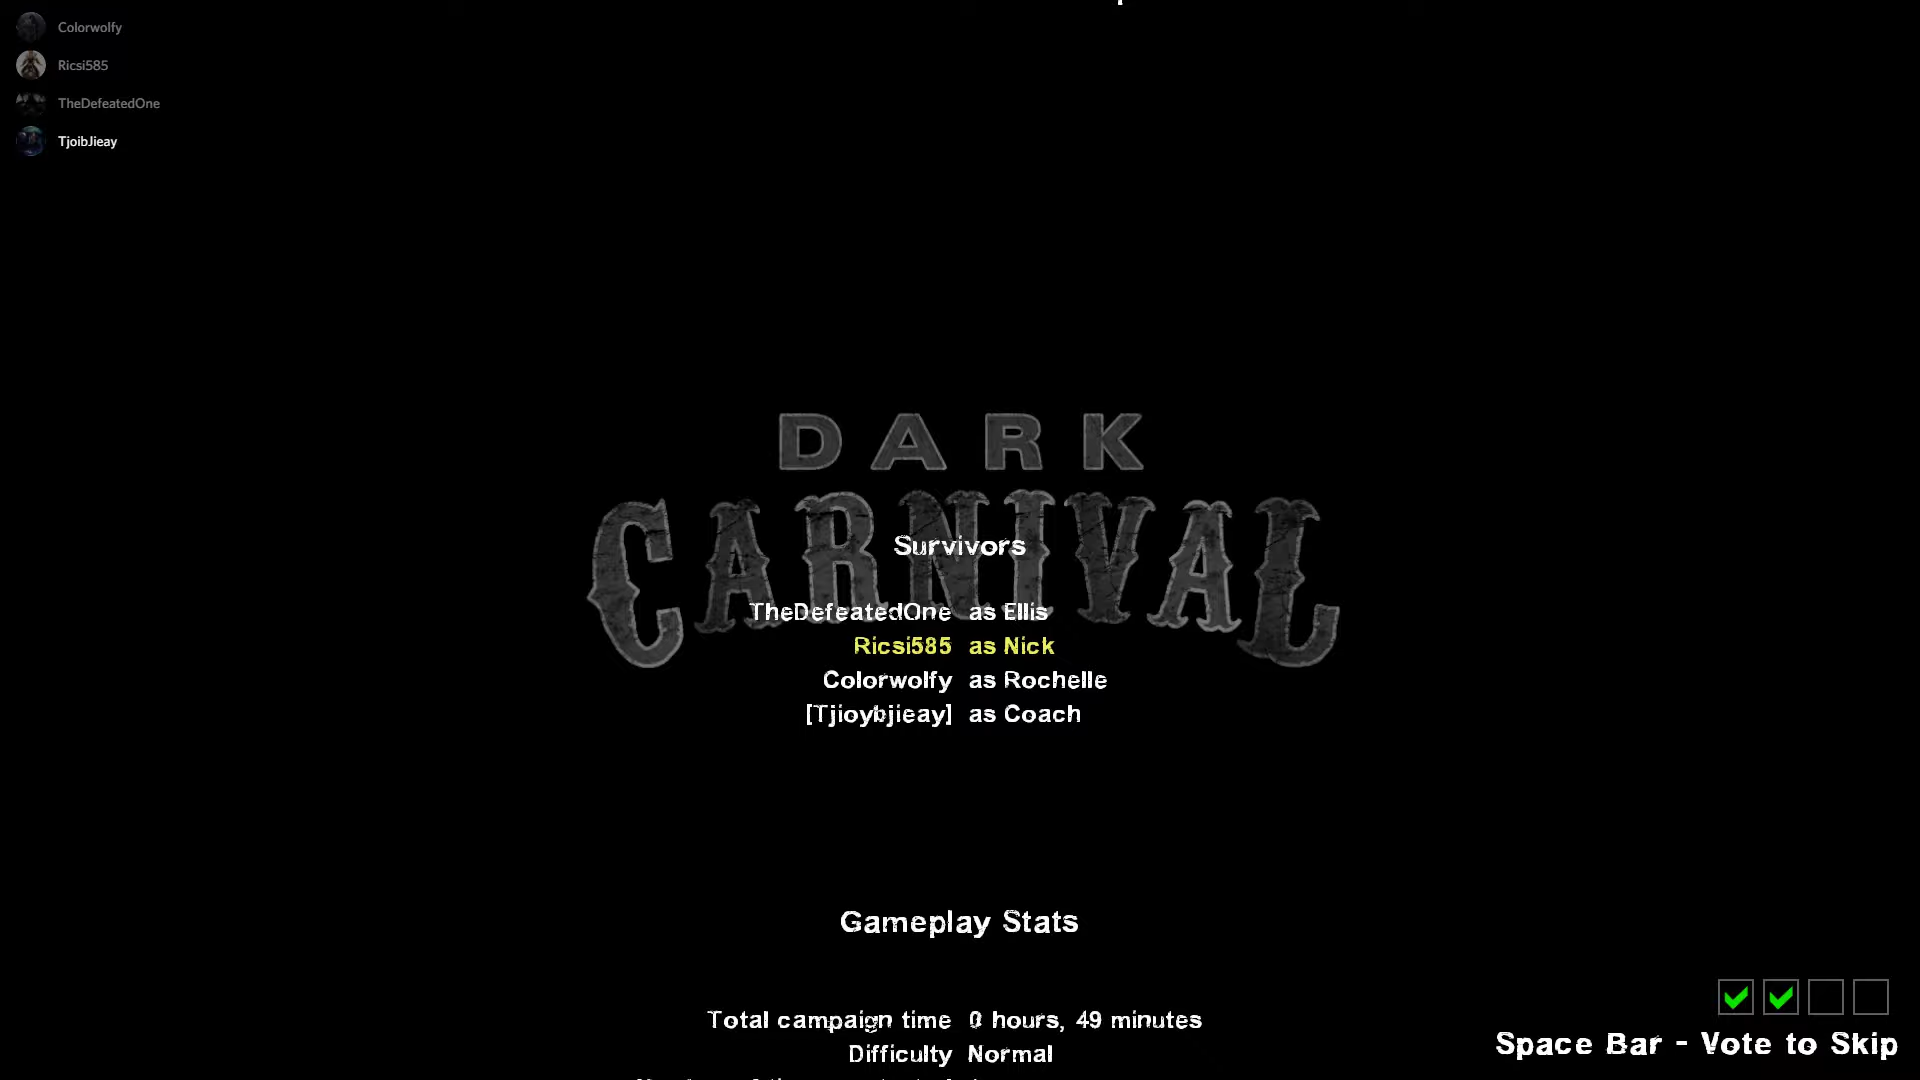 Colorwolfy
Ricsi585
TheDefeatedOne
TjoibJieay
DARK
CARNIVAL
Survivors
TheDefeatedOne as Ellis
Ricsi585 as Nick
Colorwolfy as Rochelle
[Tjioybjieay] as Coach
Gameplay Stats
Total campaign time 0 hours, 49 minutes
Difficulty Normal
Space Bar - Vote to Skip